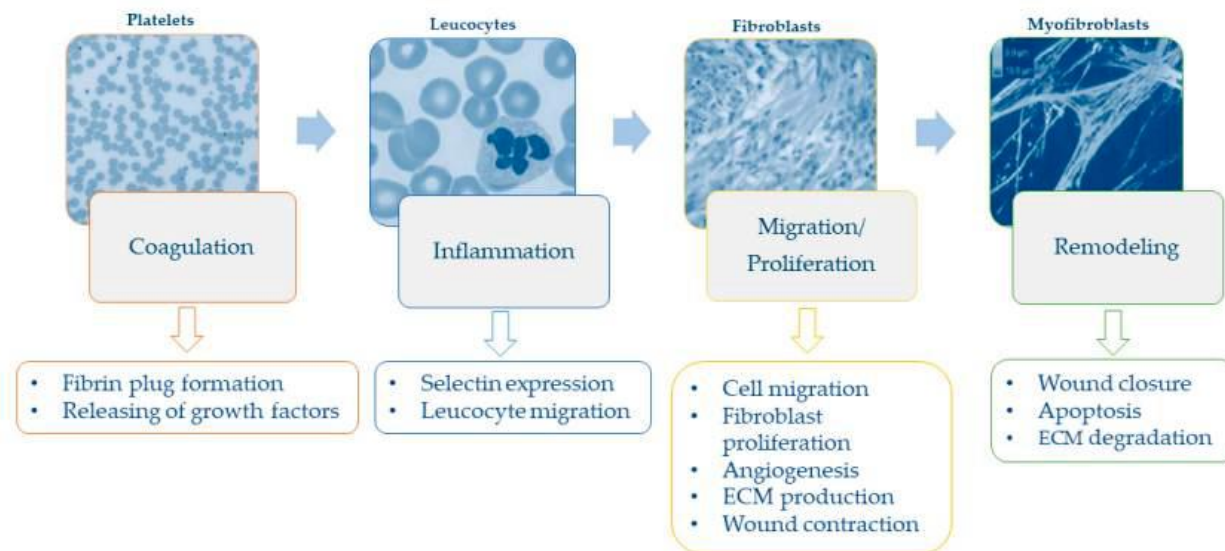 Platelets
Leucocytes
Fibroblasts
Myofibroblasts
Coagulation
Inflammation
Migration/
Proliferation
Remodeling
• Fibrin plug formation
• Releasing of growth factors
• Selectin expression
• Leucocyte migration
• Cell migration
• Fibroblast
proliferation
• Angiogenesis
• ECM production
• Wound contraction
• Wound closure
• Apoptosis
• ECM degradation